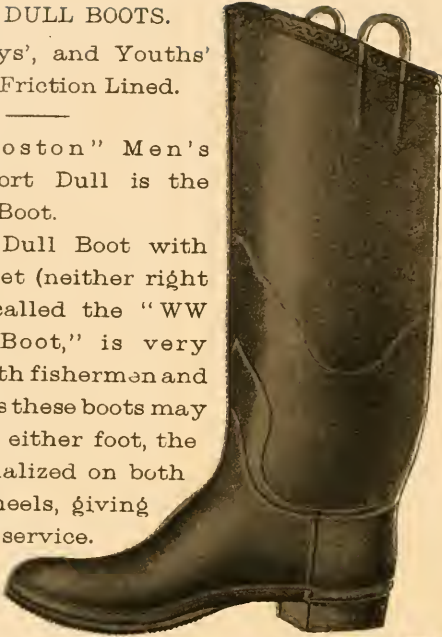 DULL BOOTS.
ys', and Youths'
Friction Lined.
oston" Men's
ort Dull is the
Boot.
Dull Boot with
et (neither right
called the "WW
Boot," is very
th fishermen and
s these boots may
either foot, the
alized on both
heels, giving
service.